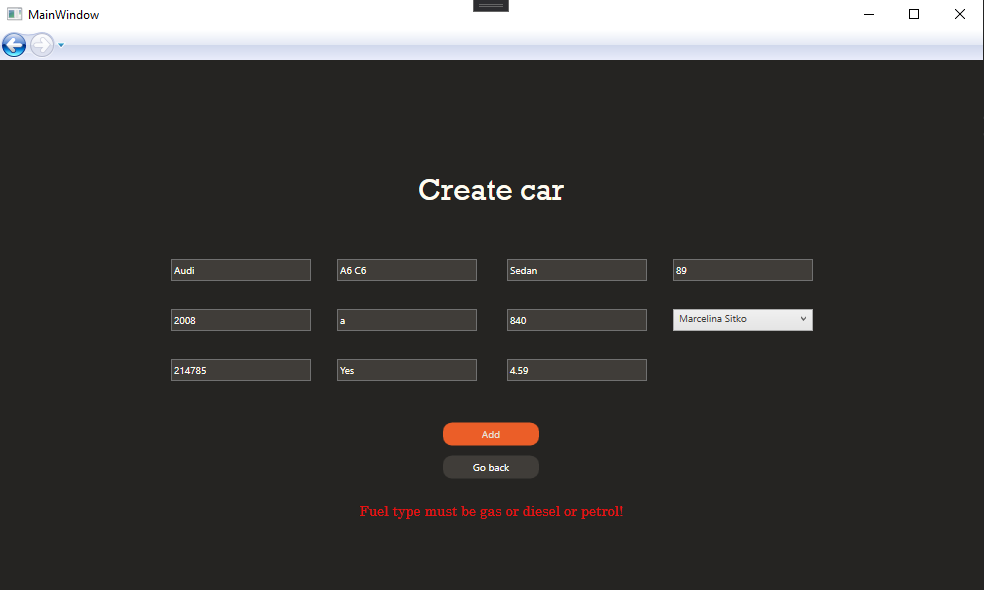 MainWindow
Create car
Audi
A6 C6
Sedan
89
2008
a
840
Marcelina Sitko
214785
Yes
4.59
Add
Go back
Fuel type must be gas or diesel or petrol!